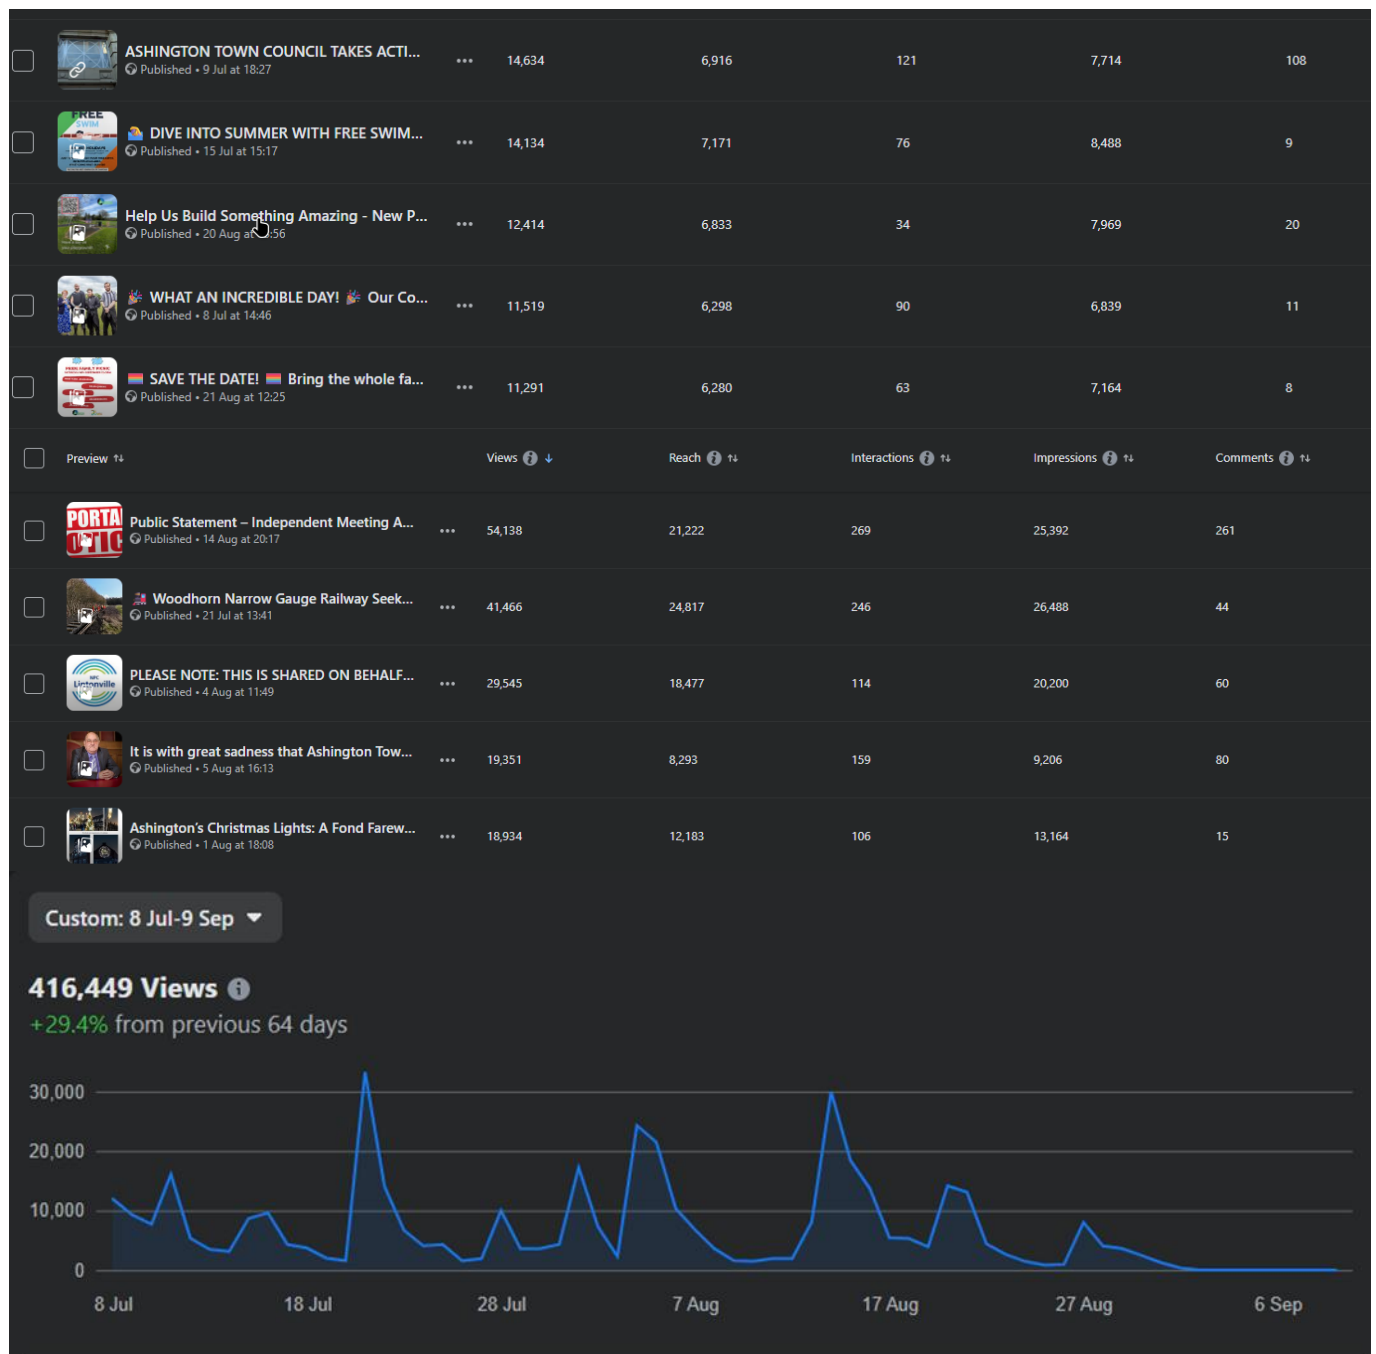 ASHINGTON TOWN COUNCIL TAKES ACTI... ••• 14,634 6,916 121 7,714 108
Published • 9 Jul at 18:27
FREE
SWIM
DIVE INTO SUMMER WITH FREE SWIM... ••• 14,134 7,171 76 8,488 9
Published • 15 Jul at 15:17
Help Us Build Something Amazing - New P... ••• 12,414 6,833 34 7,969 20
Published • 20 Aug at :56
WHAT AN INCREDIBLE DAY! Our Co... ••• 11,519 6,298 90 6,839 11
Published • 8 Jul at 14:46
SAVE THE DATE! Bring the whole fa... ••• 11,291 6,280 63 7,164 8
Published • 21 Aug at 12:25
Preview Views Reach Interactions Impressions Comments
PORTA
Public Statement – Independent Meeting A... ••• 54,138 21,222 269 25,392 261
Published • 14 Aug at 20:17
Woodhorn Narrow Gauge Railway Seek... ••• 41,466 24,817 246 26,488 44
Published • 21 Jul at 13:41
PLEASE NOTE: THIS IS SHARED ON BEHALF... ••• 29,545 18,477 114 20,200 60
Published • 4 Aug at 11:49
It is with great sadness that Ashington Tow... ••• 19,351 8,293 159 9,206 80
Published • 5 Aug at 16:13
Ashington's Christmas Lights: A Fond Farew... ••• 18,934 12,183 106 13,164 15
Published • 1 Aug at 18:08
Custom: 8 Jul-9 Sep
416,449 Views
+29.4% from previous 64 days
30,000
20,000
10,000
0
8 Jul 18 Jul 28 Jul 7 Aug 17 Aug 27 Aug 6 Sep